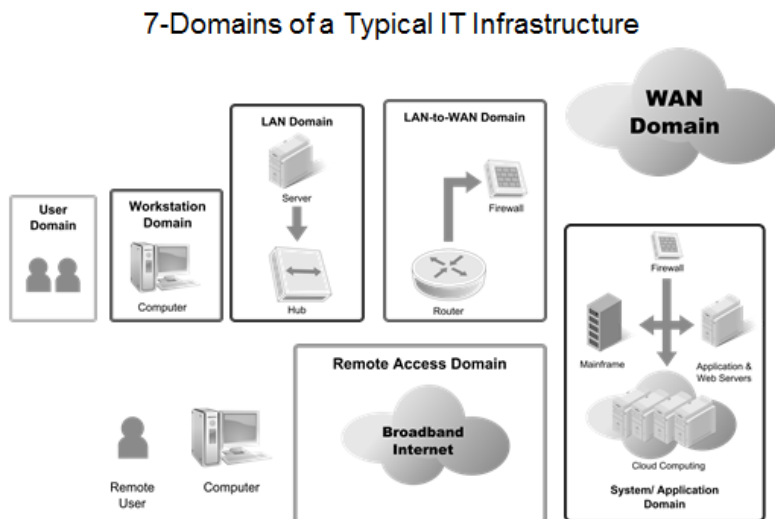 7-Domains of a Typical IT Infrastructure
User
Domain
Workstation
Domain
Computer
LAN Domain
Server
Hub
LAN-to-WAN Domain
Firewall
Router
WAN
Domain
Firewall
Mainframe
Application &
Web Servers
Cloud Computing
System/ Application
Domain
Remote Access Domain
Broadband
Internet
Remote
User
Computer